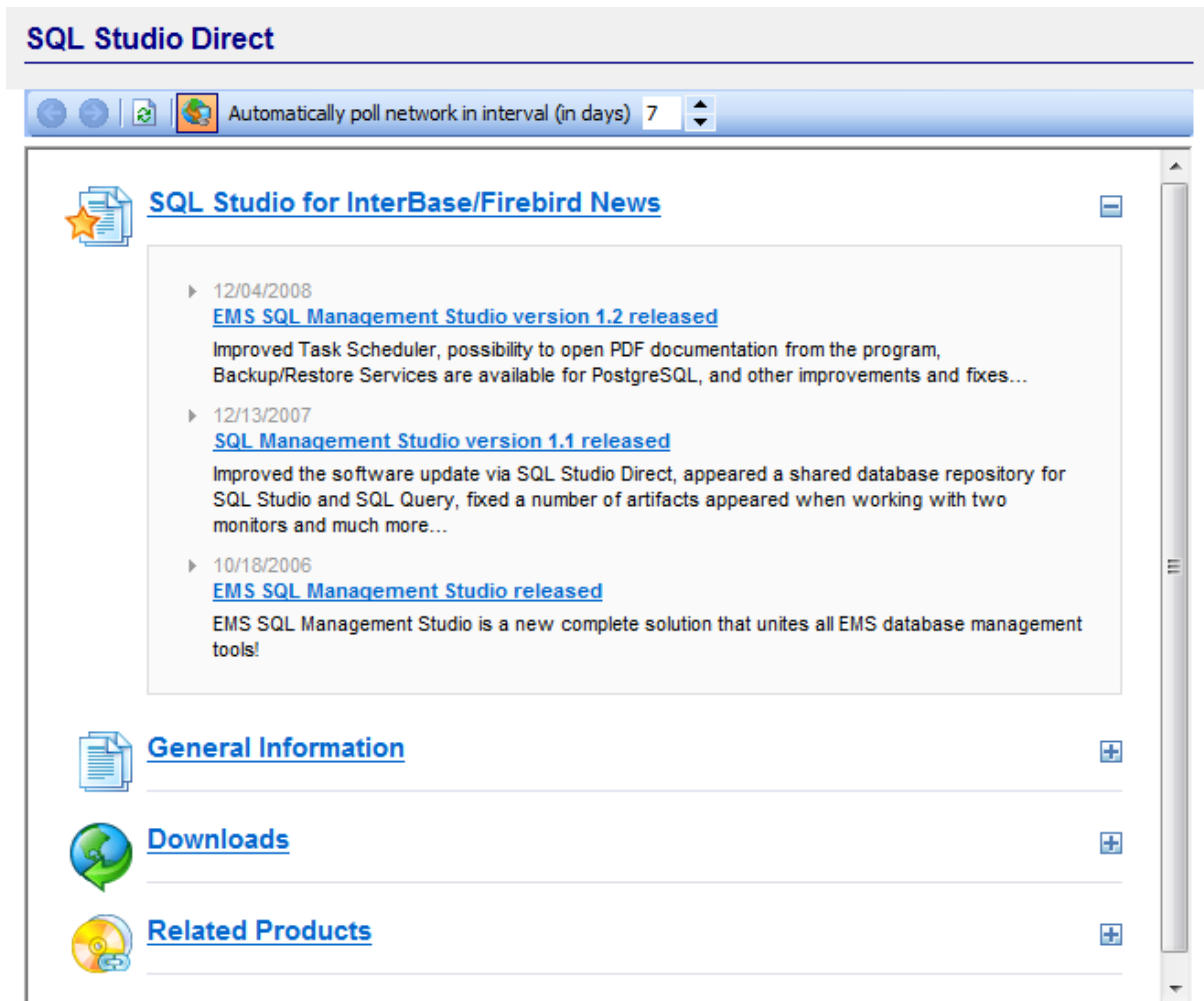 SQL Studio Direct
Automatically poll network in interval (in days) 7
SQL Studio for InterBase/Firebird News
12/04/2008
EMS SQL Management Studio version 1.2 released
Improved Task Scheduler, possibility to open PDF documentation from the program,
Backup/Restore Services are available for PostgreSQL, and other improvements and fixes...
12/13/2007
SQL Management Studio version 1.1 released
Improved the software update via SQL Studio Direct, appeared a shared database repository for
SQL Studio and SQL Query, fixed a number of artifacts appeared when working with two
monitors and much more...
10/18/2006
EMS SQL Management Studio released
EMS SQL Management Studio is a new complete solution that unites all EMS database management
tools!
General Information
Downloads
Related Products